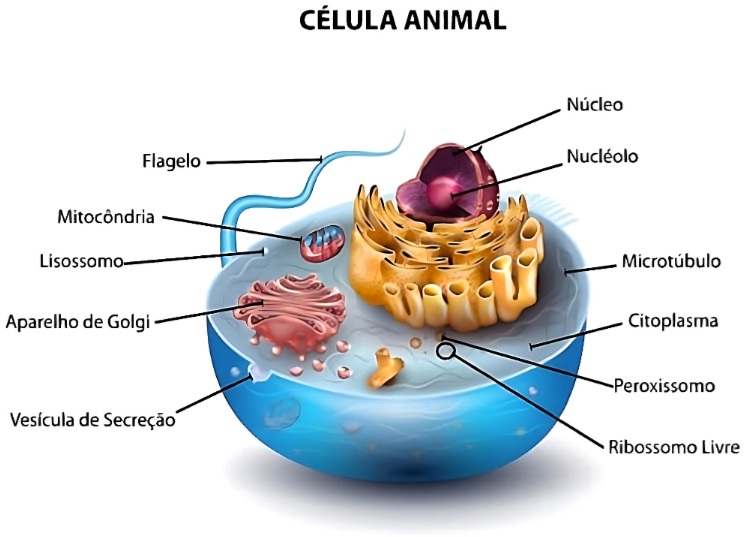 CÉLULA ANIMAL
Núcleo
Flagelo
Nucléolo
Mitocôndria
Lisossomo
Microtúbulo
Aparelho de Golgi
Citoplasma
Peroxissomo
Vesícula de Secreção
Ribossomo Livre